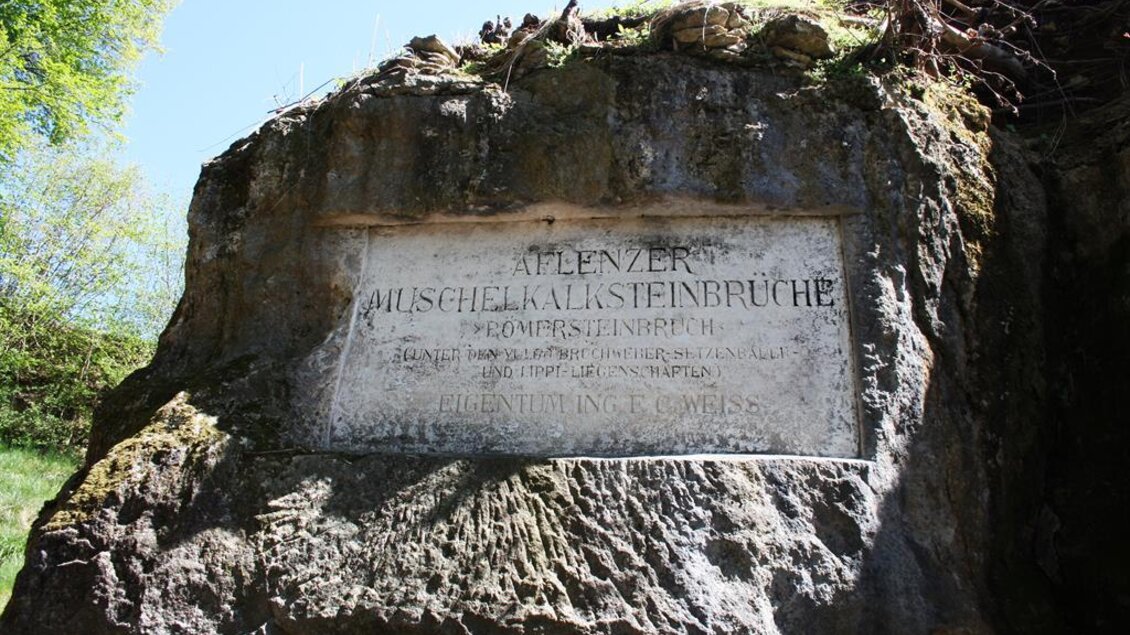 AFLENZER
MUSCHELKALKSTEINBRÜCHE
RÖMERSTEINBRUCH
(UNTER DEN VULGO BRUCHWEBER-SETZENBAUER-
UND LIPPI-LIEGENSCHAFTEN)
EIGENTUM ING. F. C. WEISS